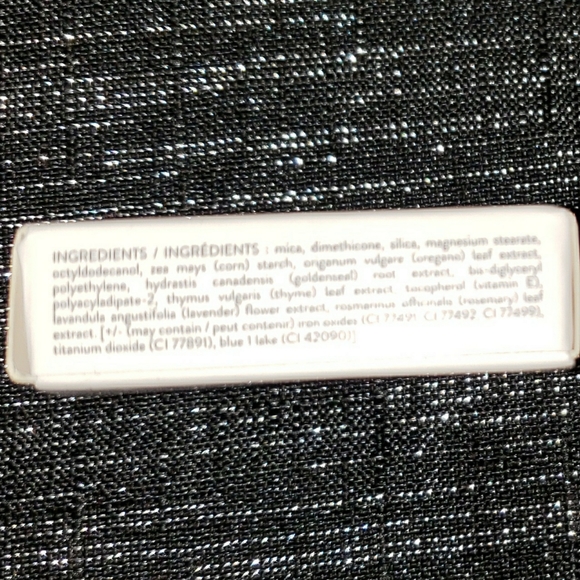 INGREDIENTS / INGRÉDIENTS : mica, dimethicone, silica, magnesium stearate,
octyldodecanol, zea mays (corn) starch, origanum vulgare (oregano) leaf extract,
polyethylene, hydrastis canadensis (goldenseal) root extract, bis-diglyceryl
polyacyladipate-2, thymus vulgaris (thyme) leaf extract, tocopherol (vitamin E),
lavandula angustifolia (lavender) flower extract, rosmarinus officinalis (rosemary) leaf
extract. [+/- (may contain / peut contenir) iron oxides (CI 77491, CI 77492, CI 77499),
titanium dioxide (CI 77891), blue 1 lake (CI 42090)]